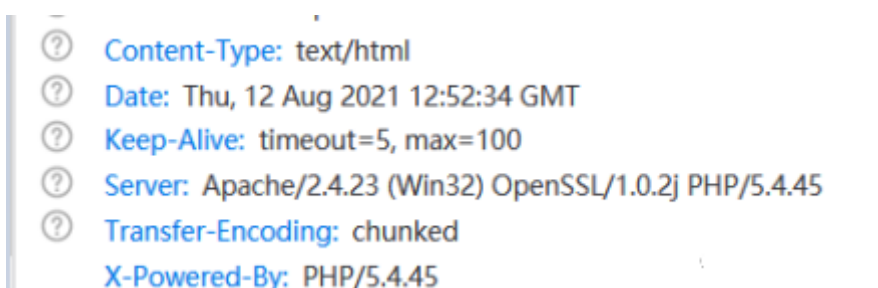 Content-Type: text/html
Date: Thu, 12 Aug 2021 12:52:34 GMT
Keep-Alive: timeout=5, max=100
Server: Apache/2.4.23 (Win32) OpenSSL/1.0.2j PHP/5.4.45
Transfer-Encoding: chunked
X-Powered-By: PHP/5.4.45